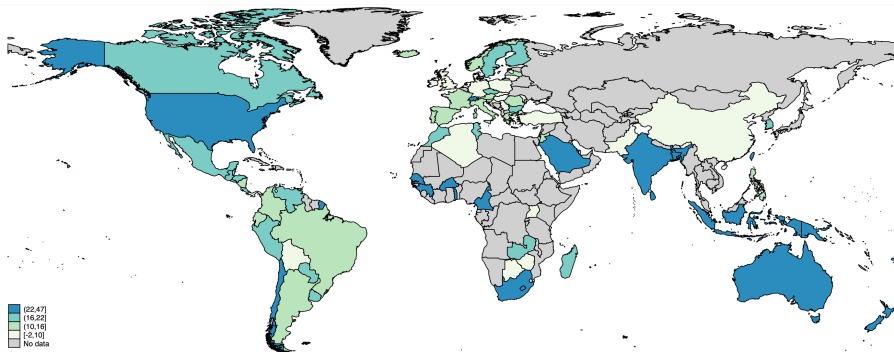 (22,47]
(16,22]
(10,16]
[-2,10]
No data